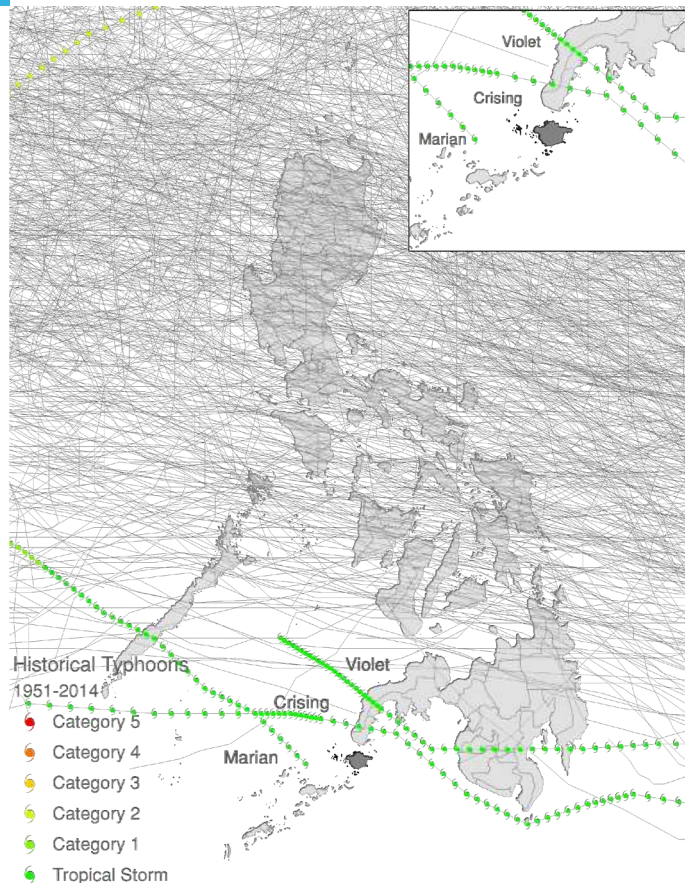 Violet
Crising
Marian
Violet
Crising
Marian
Historical Typhoons
1951-2014
Category 5
Category 4
Category 3
Category 2
Category 1
Tropical Storm